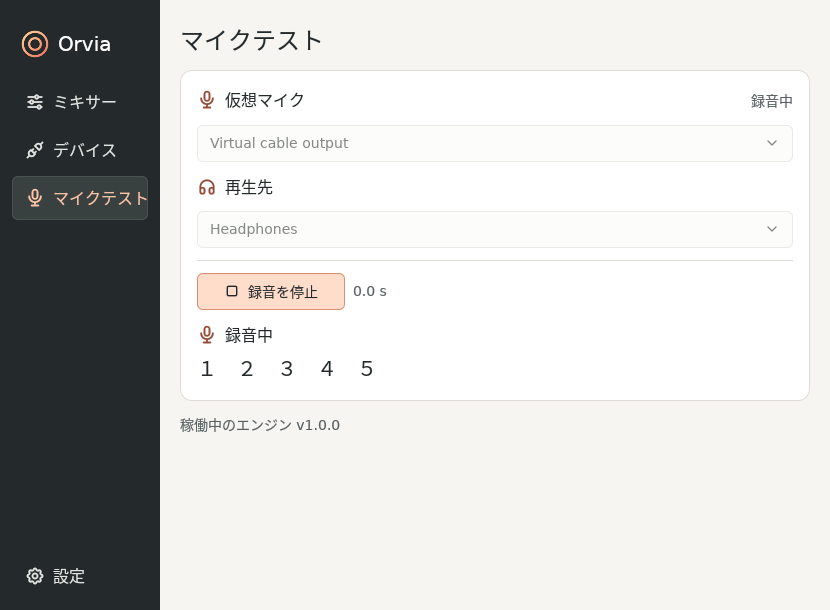 Orvia
ミキサー
デバイス
マイクテスト
設定
マイクテスト
仮想マイク
録音中
Virtual cable output
再生先
Headphones
録音を停止
0.0 s
録音中
1 2 3 4 5
稼働中のエンジン v1.0.0